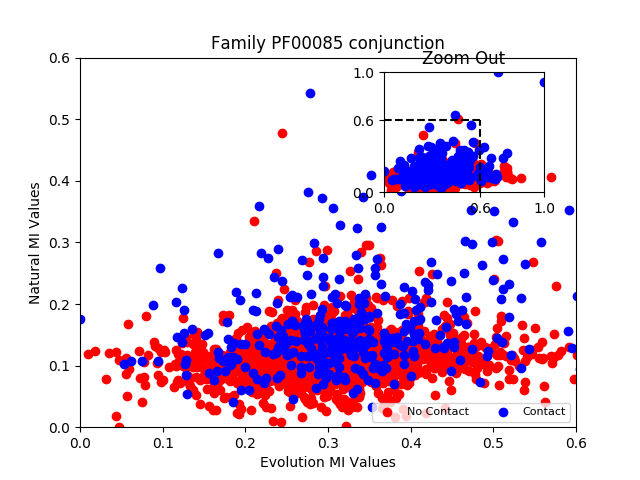 Family PF00085 conjunction
Zoom Out
1.0
0.6
0.0
0.0 0.6 1.0
0.6
0.5
0.4
0.3
0.2
0.1
0.0
Natural MI Values
No Contact Contact
0.0 0.1 0.2 0.3 0.4 0.5 0.6
Evolution MI Values